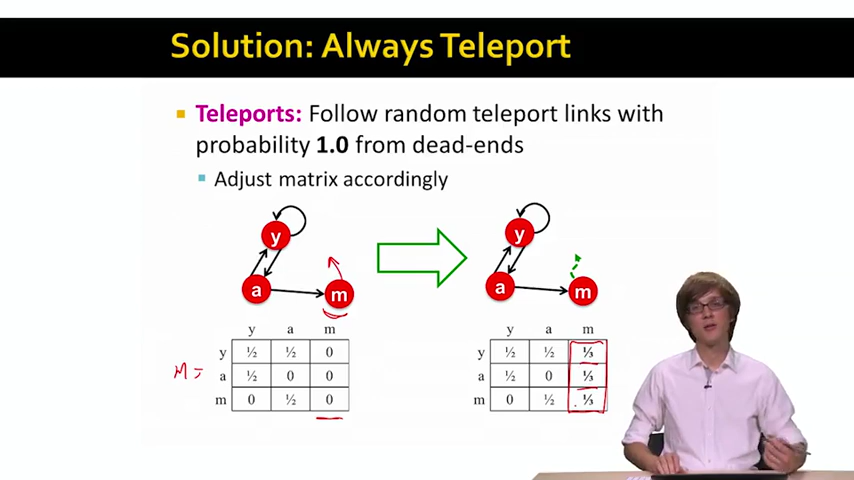 Solution: Always Teleport
Teleports: Follow random teleport links with
probability 1.0 from dead-ends
Adjust matrix accordingly
y
a
m
y
a
m
M =
y a m
y ½ ½ 0
a ½ 0 0
m 0 ½ 0
y a m
y ½ ½ ⅓
a ½ 0 ⅓
m 0 ½ ⅓